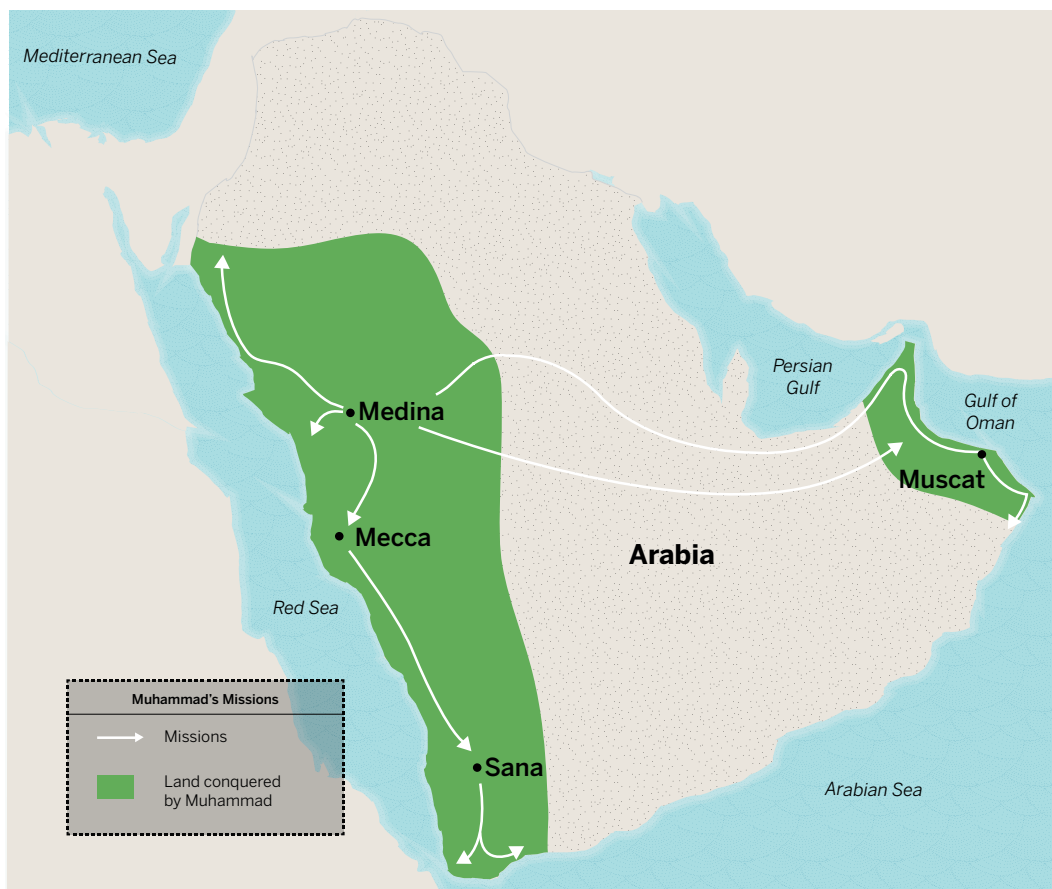 Mediterranean Sea
Persian
Gulf
Gulf of
Oman
Medina
Muscat
Mecca
Arabia
Red Sea
Muhammad's Missions
Missions
Land conquered
by Muhammad
Sana
Arabian Sea